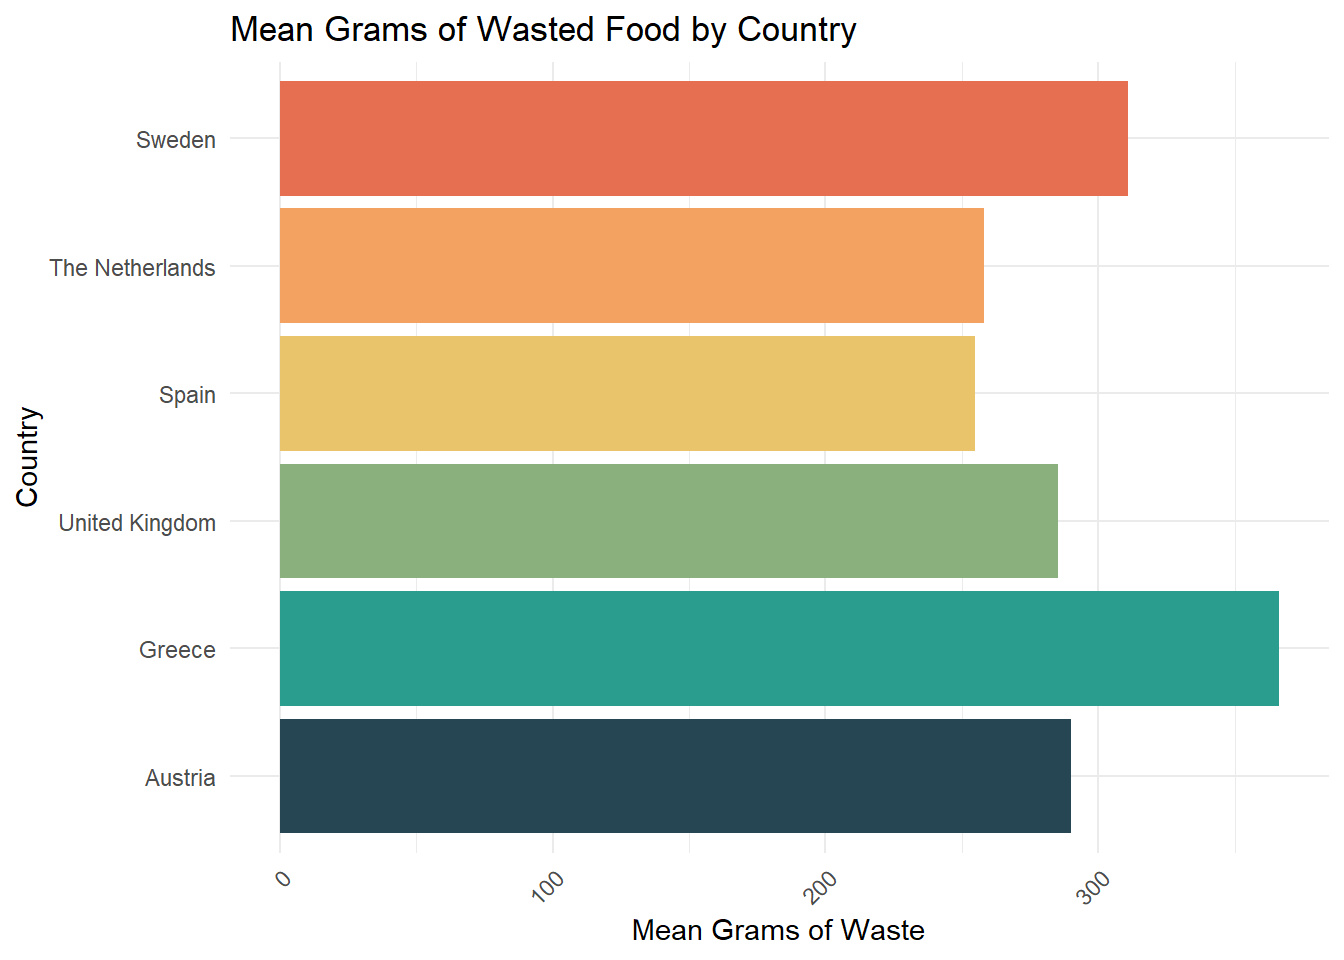 Mean Grams of Wasted Food by Country
Sweden
The Netherlands
Spain
United Kingdom
Greece
Austria
Country
0
100
200
300
Mean Grams of Waste